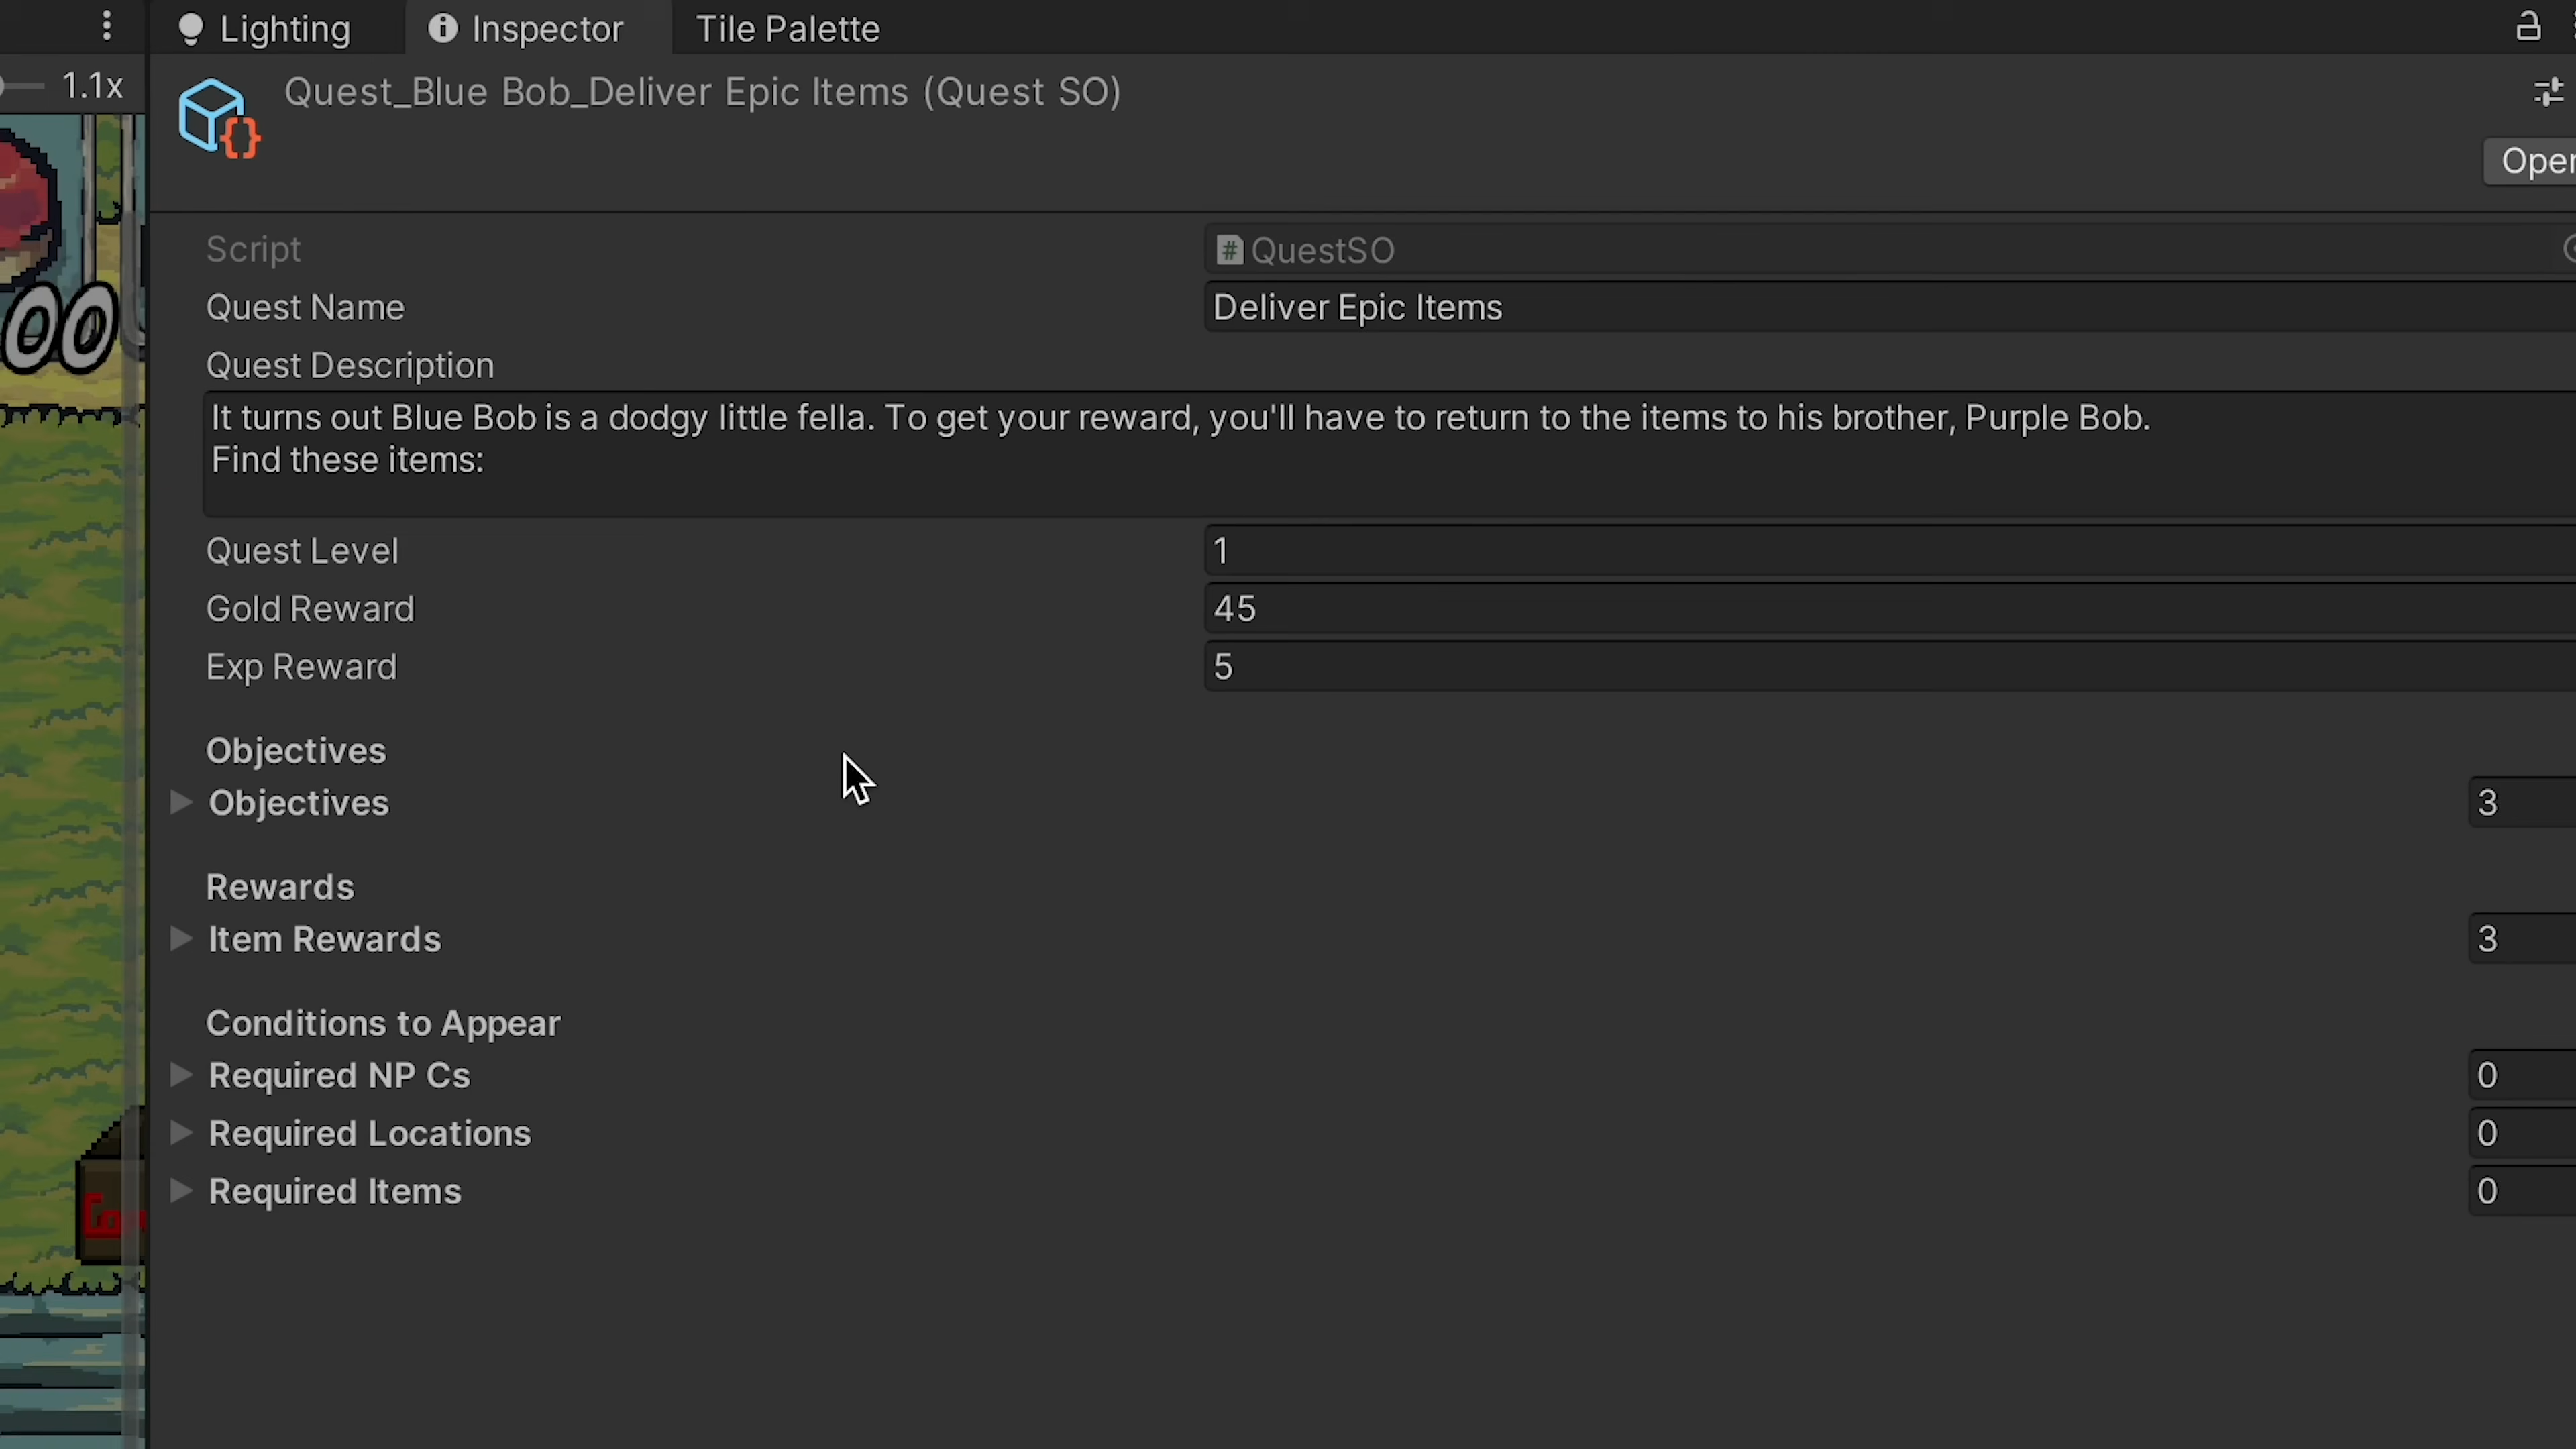 Lighting
Inspector
Tile Palette
1.1x
Quest_Blue Bob_Deliver Epic Items (Quest SO)
Open
00
Script
# QuestSO
Quest Name
Deliver Epic Items
Quest Description
It turns out Blue Bob is a dodgy little fella. To get your reward, you'll have to return to the items to his brother, Purple Bob.
Find these items:
Quest Level
1
Gold Reward
45
Exp Reward
5
Objectives
Objectives
3
Rewards
Item Rewards
3
Conditions to Appear
Required NP Cs
0
Required Locations
0
Required Items
0